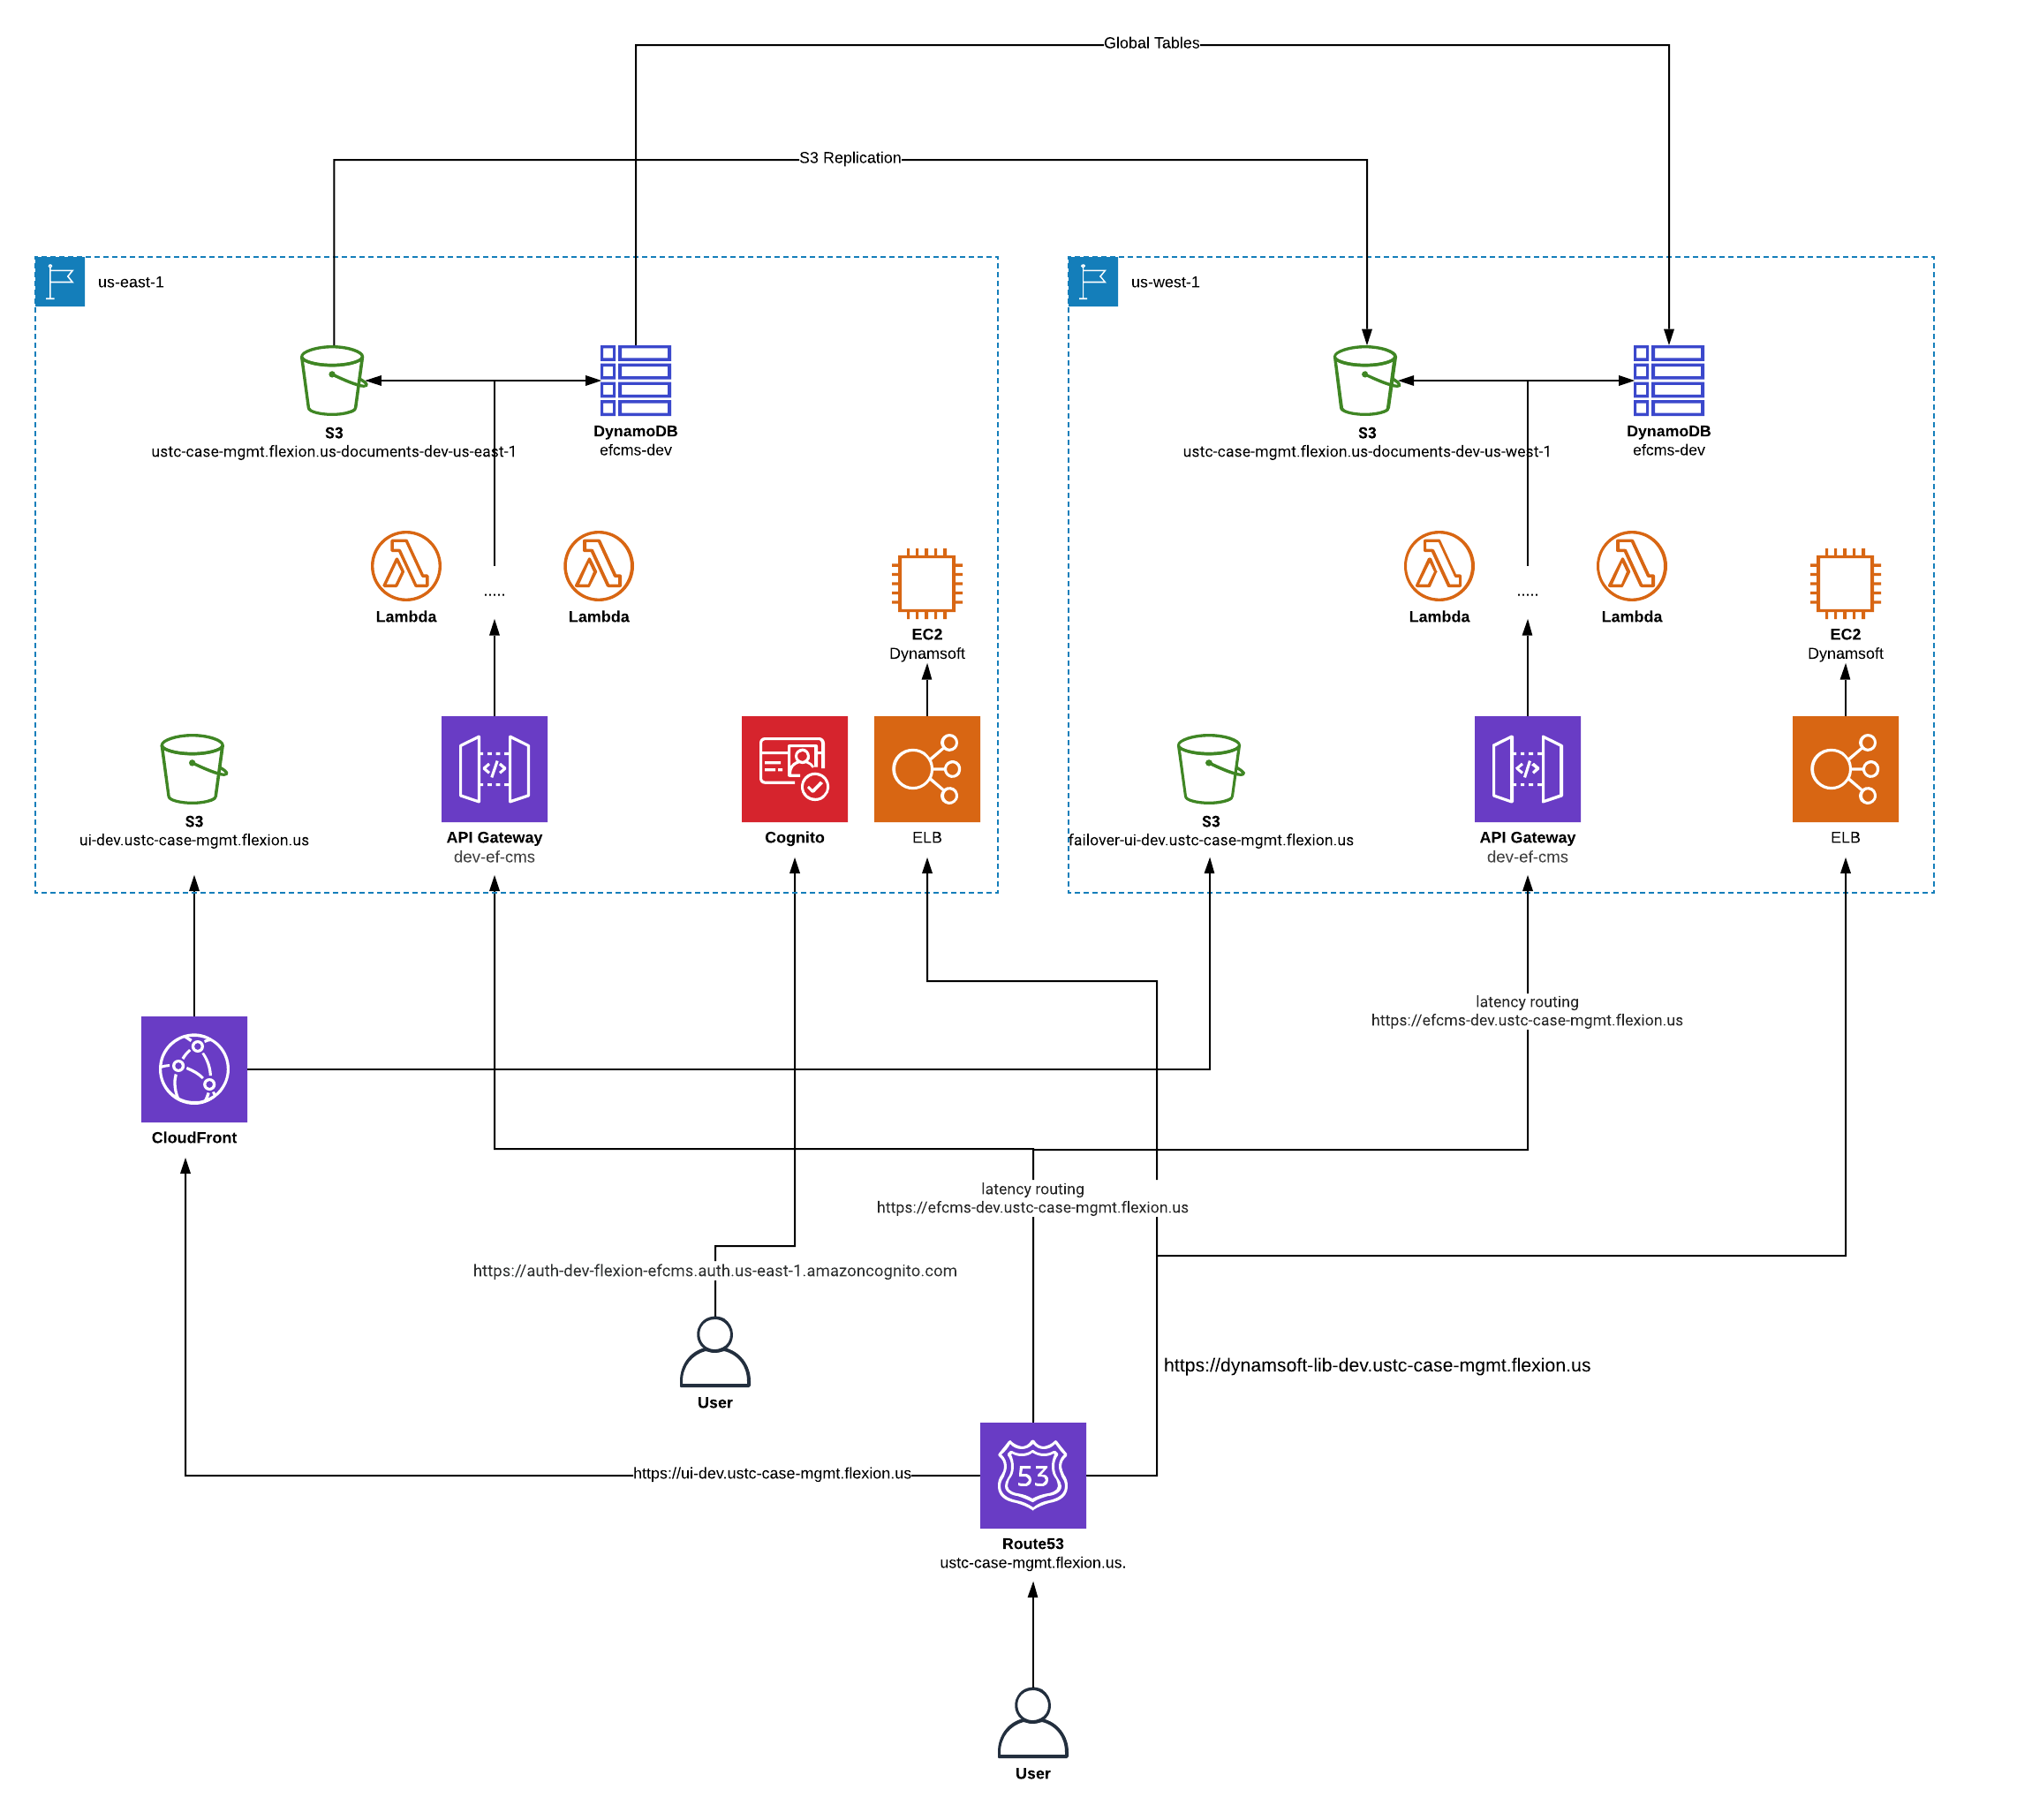 Global Tables
S3 Replication
us-east-1
us-west-1
S3
ustc-case-mgmt.flexion.us-documents-dev-us-east-1
DynamoDB
efcms-dev
S3
ustc-case-mgmt.flexion.us-documents-dev-us-west-1
DynamoDB
efcms-dev
Lambda
.....
Lambda
EC2
Dynamsoft
Lambda
.....
Lambda
EC2
Dynamsoft
S3
ui-dev.ustc-case-mgmt.flexion.us
API Gateway
dev-ef-cms
Cognito
ELB
S3
failover-ui-dev.ustc-case-mgmt.flexion.us
API Gateway
dev-ef-cms
ELB
latency routing
https://efcms-dev.ustc-case-mgmt.flexion.us
CloudFront
latency routing
https://efcms-dev.ustc-case-mgmt.flexion.us
https://auth-dev-flexion-efcms.auth.us-east-1.amazoncognito.com
User
https://dynamsoft-lib-dev.ustc-case-mgmt.flexion.us
https://ui-dev.ustc-case-mgmt.flexion.us
53
Route53
ustc-case-mgmt.flexion.us.
User